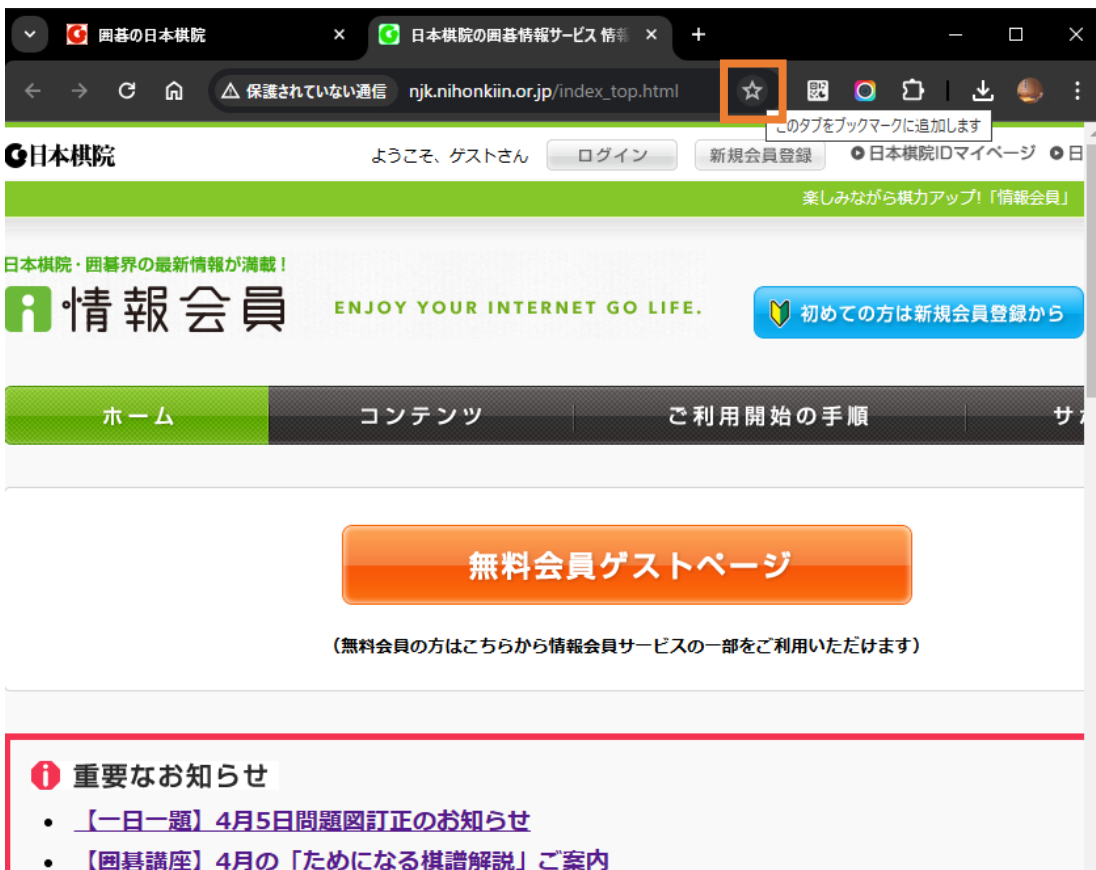 囲碁の日本棋院
日本棋院の囲碁情報サービス 情
保護されていない通信 njk.nihonkiin.or.jp/index_top.html
このタブをブックマークに追加します
日本棋院 ようこそ、ゲストさん ログイン 新規会員登録 日本棋院IDマイページ 日
楽しみながら棋力アップ!「情報会員」
日本棋院・囲碁界の最新情報が満載!
情報会員 ENJOY YOUR INTERNET GO LIFE. 初めての方は新規会員登録から
ホーム コンテンツ ご利用開始の手順 サ
無料会員ゲストページ
（無料会員の方はこちらから情報会員サービスの一部をご利用いただけます）
重要なお知らせ
• 【一日一題】4月5日問題図訂正のお知らせ
• 【囲碁講座】4月の「ためになる棋譜解説」ご案内